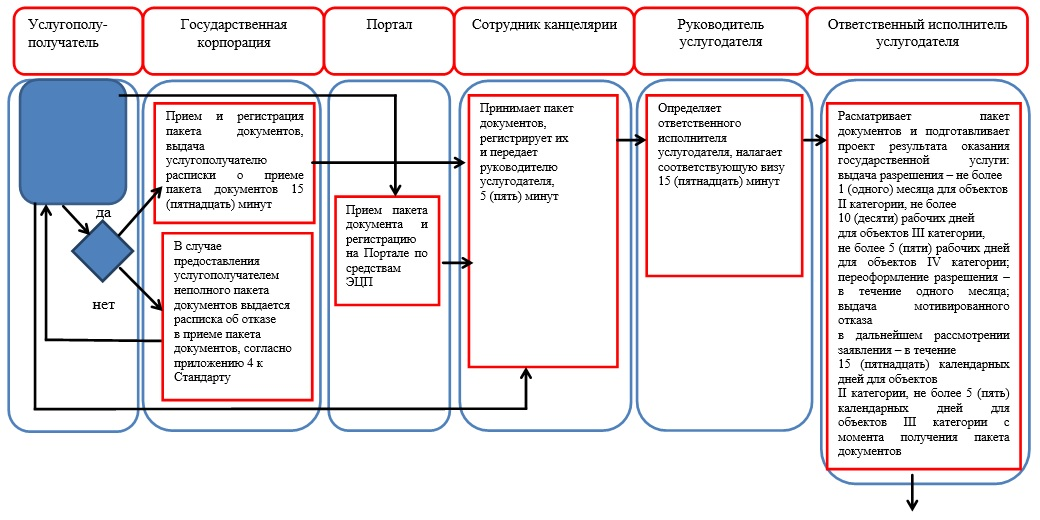 Услугополу-
получатель
Государственная
корпорация
Портал
Сотрудник канцелярии
Руководитель
услугодателя
Ответственный исполнитель
услугодателя
да
нет
Прием и регистрация
пакета документов,
выдача
услугополучателю
расписки о приеме
пакета документов 15
(пятнадцать) минут
В случае
предоставления
услугополучателем
неполного пакета
документов выдается
расписка об отказе
в приеме пакета
документов, согласно
приложению 4 к
Стандарту
Прием пакета
документа и
регистрацию
на Портале по
средствам
ЭЦП
Принимает пакет
документов,
регистрирует их
и передает
руководителю
услугодателя,
5 (пять) минут
Определяет
ответственного
исполнителя
услугодателя, налагает
соответствующую визу
15 (пятнадцать) минут
Расматривает пакет
документов и подготавливает
проект результата оказания
государственной услуги:
выдача разрешения – не более
1 (одного) месяца для объектов
II категории, не более
10 (десяти) рабочих дней
для объектов III категории,
не более 5 (пяти) рабочих дней
для объектов IV категории;
переоформление разрешения –
в течение одного месяца;
выдача мотивированного
отказа
в дальнейшем рассмотрении
заявления – в течение
15 (пятнадцать) календарных
дней для объектов
II категории, не более 5 (пять)
календарных дней для
объектов III категории с
момента получения пакета
документов